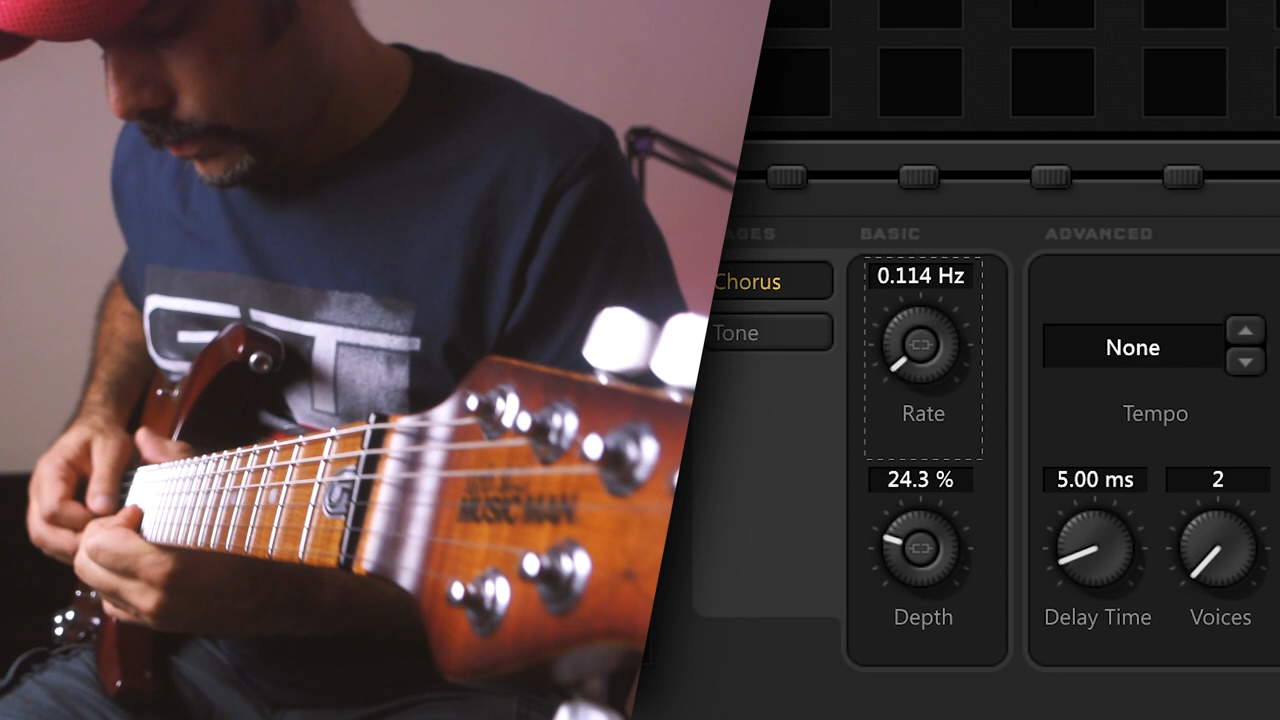 GT
MUSIC MAN
AGES
BASIC
ADVANCED
Chorus
Tone
0.114 Hz
Rate
24.3 %
Depth
None
Tempo
5.00 ms
2
Delay Time
Voices